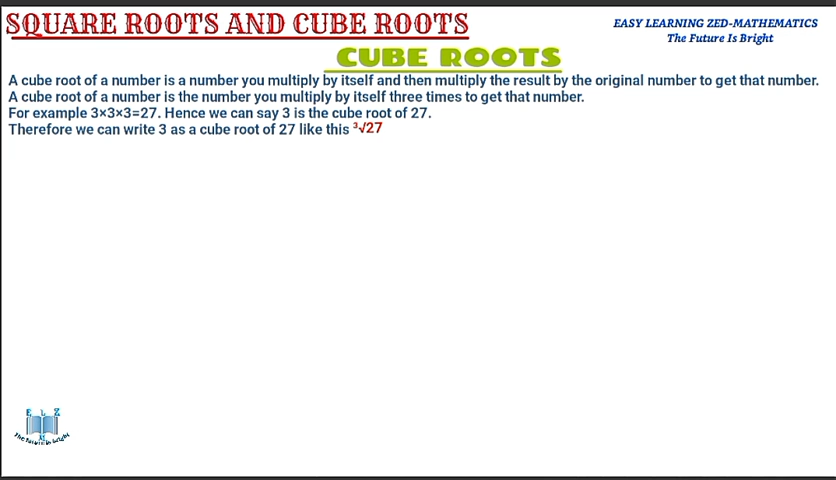 SQUARE ROOTS AND CUBE ROOTS
EASY LEARNING ZED-MATHEMATICS
The Future Is Bright
CUBE ROOTS
A cube root of a number is a number you multiply by itself and then multiply the result by the original number to get that number.
A cube root of a number is the number you multiply by itself three times to get that number.
For example 3×3×3=27. Hence we can say 3 is the cube root of 27.
Therefore we can write 3 as a cube root of 27 like this ³√27
E L Z
The future is bright